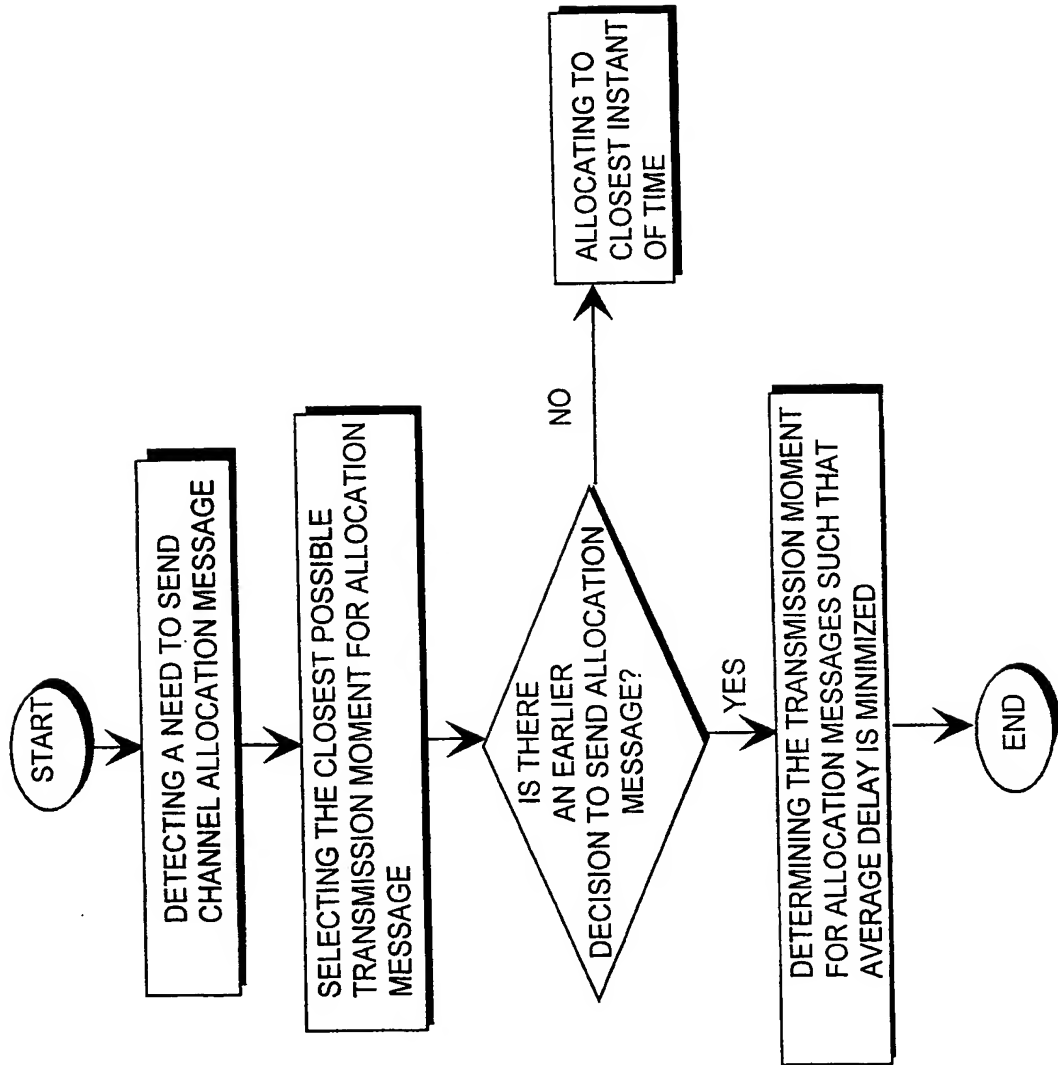 START
DETECTING A NEED TO SEND
CHANNEL ALLOCATION MESSAGE
SELECTING THE CLOSEST POSSIBLE
TRANSMISSION MOMENT FOR ALLOCATION
MESSAGE
IS THERE
AN EARLIER
DECISION TO SEND ALLOCATION
MESSAGE?
NO
ALLOCATING TO
CLOSEST INSTANT
OF TIME
YES
DETERMINING THE TRANSMISSION MOMENT
FOR ALLOCATION MESSAGES SUCH THAT
AVERAGE DELAY IS MINIMIZED
END